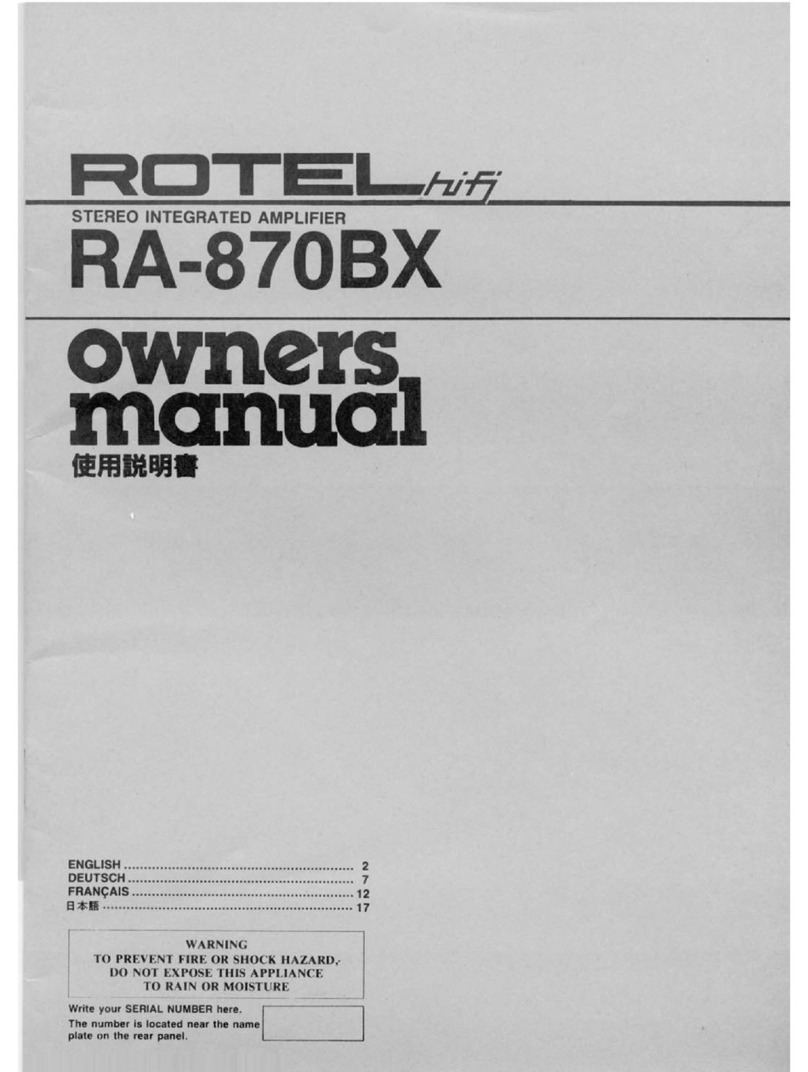 ROTEL hifi
STEREO INTEGRATED AMPLIFIER
RA-870BX
owners
manual
使用説明書
ENGLISH ........................................................ 2
DEUTSCH ........................................................ 7
FRANÇAIS ........................................................ 12
日本語 ........................................................ 17
WARNING
TO PREVENT FIRE OR SHOCK HAZARD,
DO NOT EXPOSE THIS APPLIANCE
TO RAIN OR MOISTURE
Write your SERIAL NUMBER here.
The number is located near the name
plate on the rear panel.